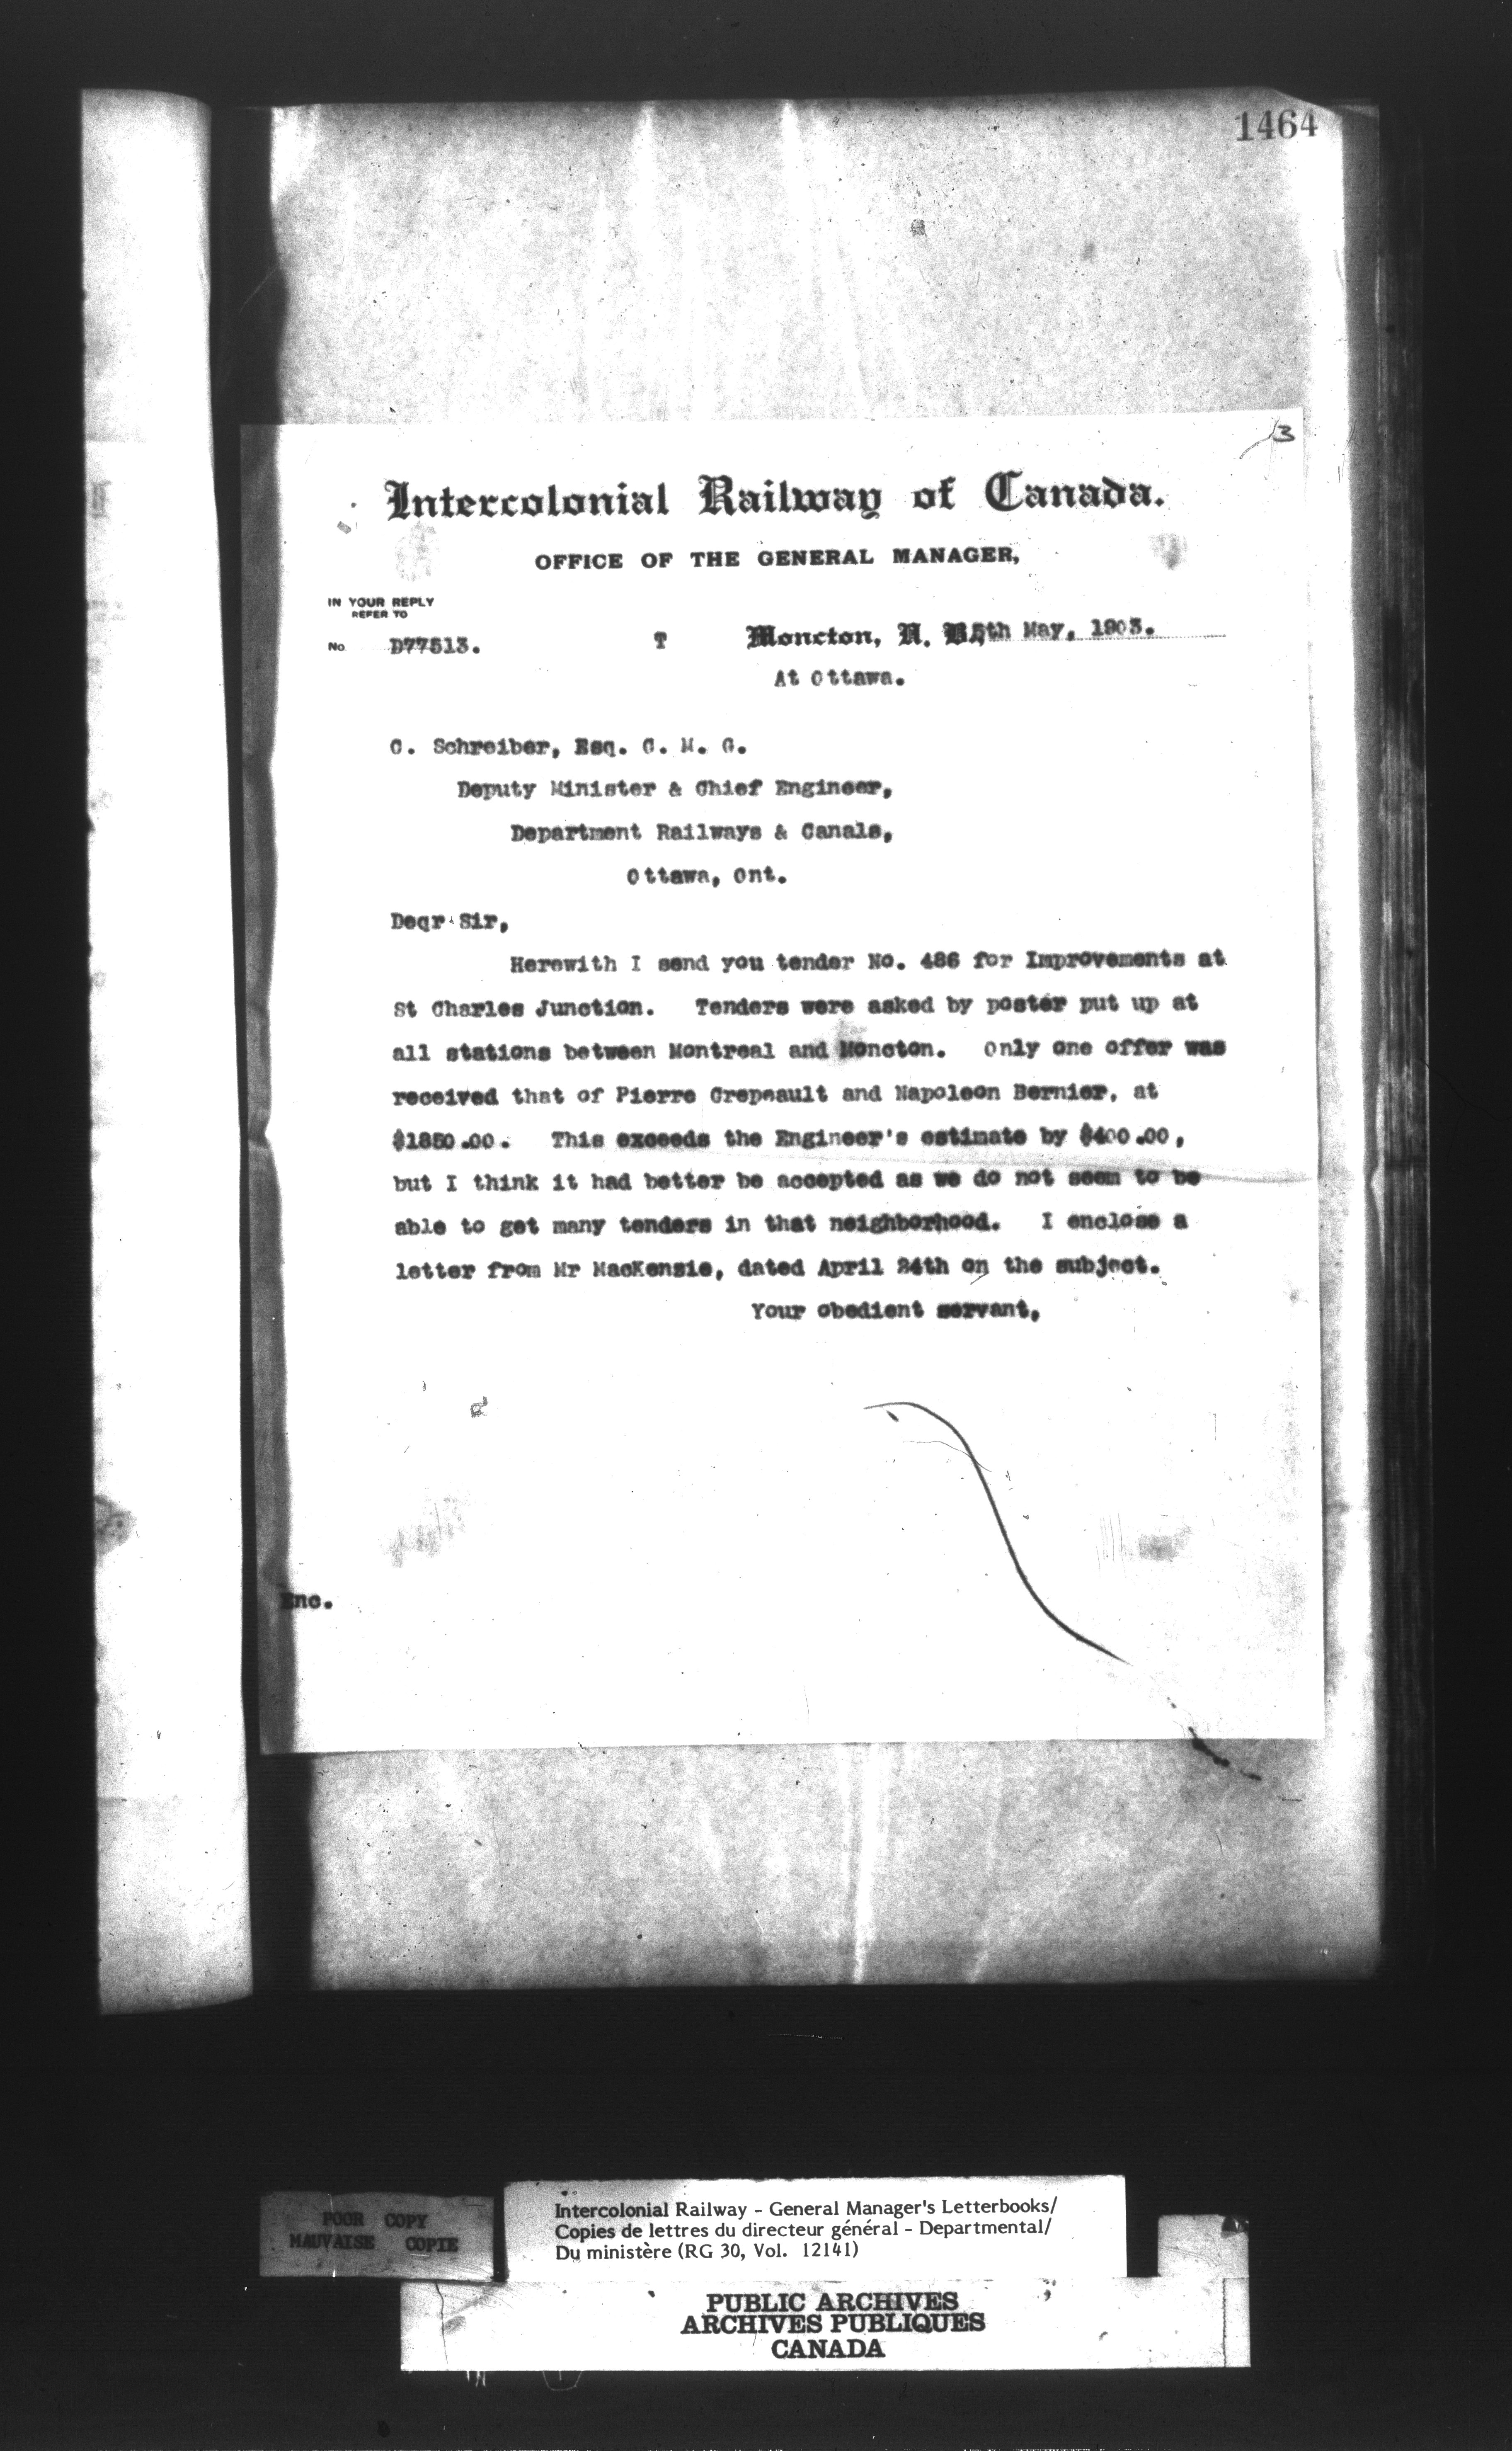 1464
3
Intercolonial Railway of Canada.
OFFICE OF THE GENERAL MANAGER,
IN YOUR REPLY
REFER TO
No. D77513. T Moncton, N. B. 5th May, 1903.
At Ottawa.
C. Schreiber, Esq. C. M. G.
Deputy Minister & Chief Engineer,
Department Railways & Canals,
Ottawa, Ont.
Deqr Sir,
Herewith I send you tender No. 486 for Improvements at
St Charles Junction. Tenders were asked by poster put up at
all stations between Montreal and Moncton. Only one offer was
received that of Pierre Crepeault and Napoleon Bernier, at
$1850.00. This exceeds the Engineer's estimate by $400.00,
but I think it had better be accepted as we do not seem to be
able to get many tenders in that neighborhood. I enclose a
letter from Mr MacKenzie, dated April 24th on the subject.
Your obedient servant,
Enc.
POOR COPY
MAUVAISE COPIE
Intercolonial Railway - General Manager's Letterbooks/
Copies de lettres du directeur général - Departmental/
Du ministère (RG 30, Vol. 12141)
PUBLIC ARCHIVES
ARCHIVES PUBLIQUES
CANADA